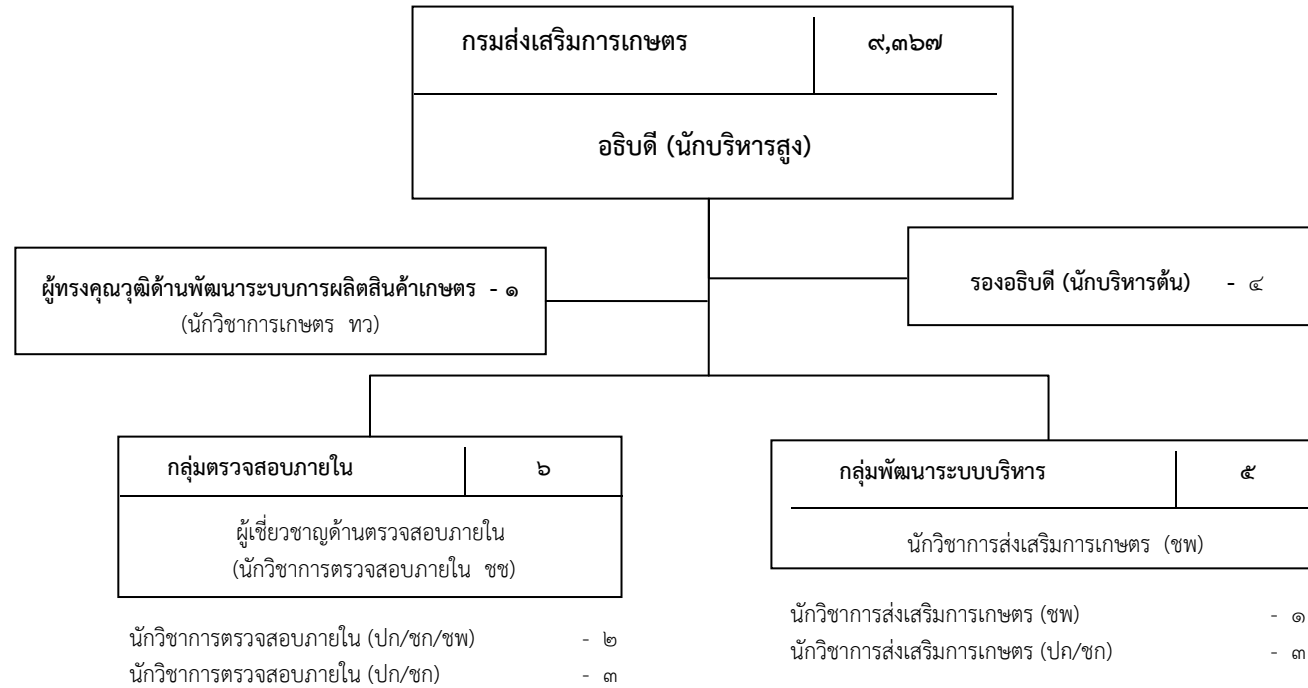 กรมส่งเสริมการเกษตร ๙,๓๖๗
อธิบดี (นักบริหารสูง)
ผู้ทรงคุณวุฒิด้านพัฒนาระบบการผลิตสินค้าเกษตร - ๑
(นักวิชาการเกษตร ทว)
รองอธิบดี (นักบริหารต้น) - ๔
กลุ่มตรวจสอบภายใน ๖
ผู้เชี่ยวชาญด้านตรวจสอบภายใน
(นักวิชาการตรวจสอบภายใน ชช)
นักวิชาการตรวจสอบภายใน (ปก/ชก/ชพ) - ๒
นักวิชาการตรวจสอบภายใน (ปก/ชก) - ๓
กลุ่มพัฒนาระบบบริหาร ๕
นักวิชาการส่งเสริมการเกษตร (ชพ)
นักวิชาการส่งเสริมการเกษตร (ชพ) - ๑
นักวิชาการส่งเสริมการเกษตร (ปก/ชก) - ๓